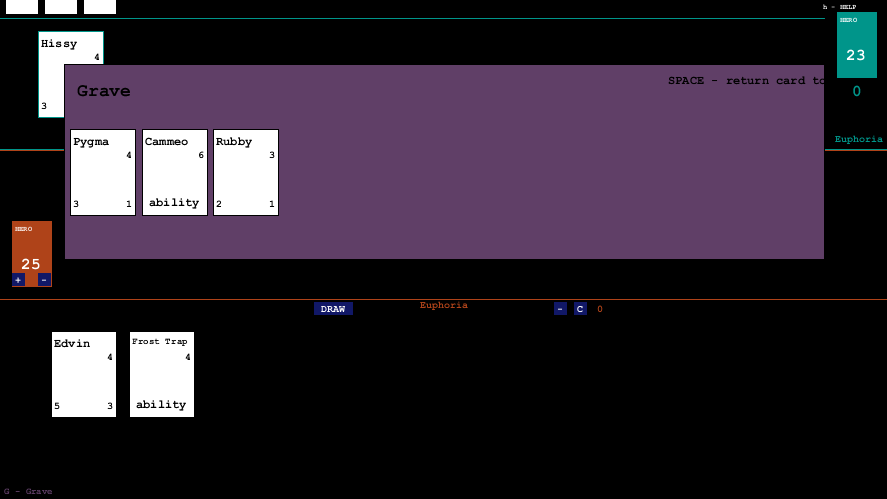 h - HELP
HERO
23
0
Euphoria
Hissy
4
3
Grave
SPACE - return card to
Pygma
4
3 1
Cammeo
6
ability
Rubby
3
2 1
HERO
25
+ -
DRAW
Euphoria
- C 0
Edvin
4
5 3
Frost Trap
4
ability
G - Grave